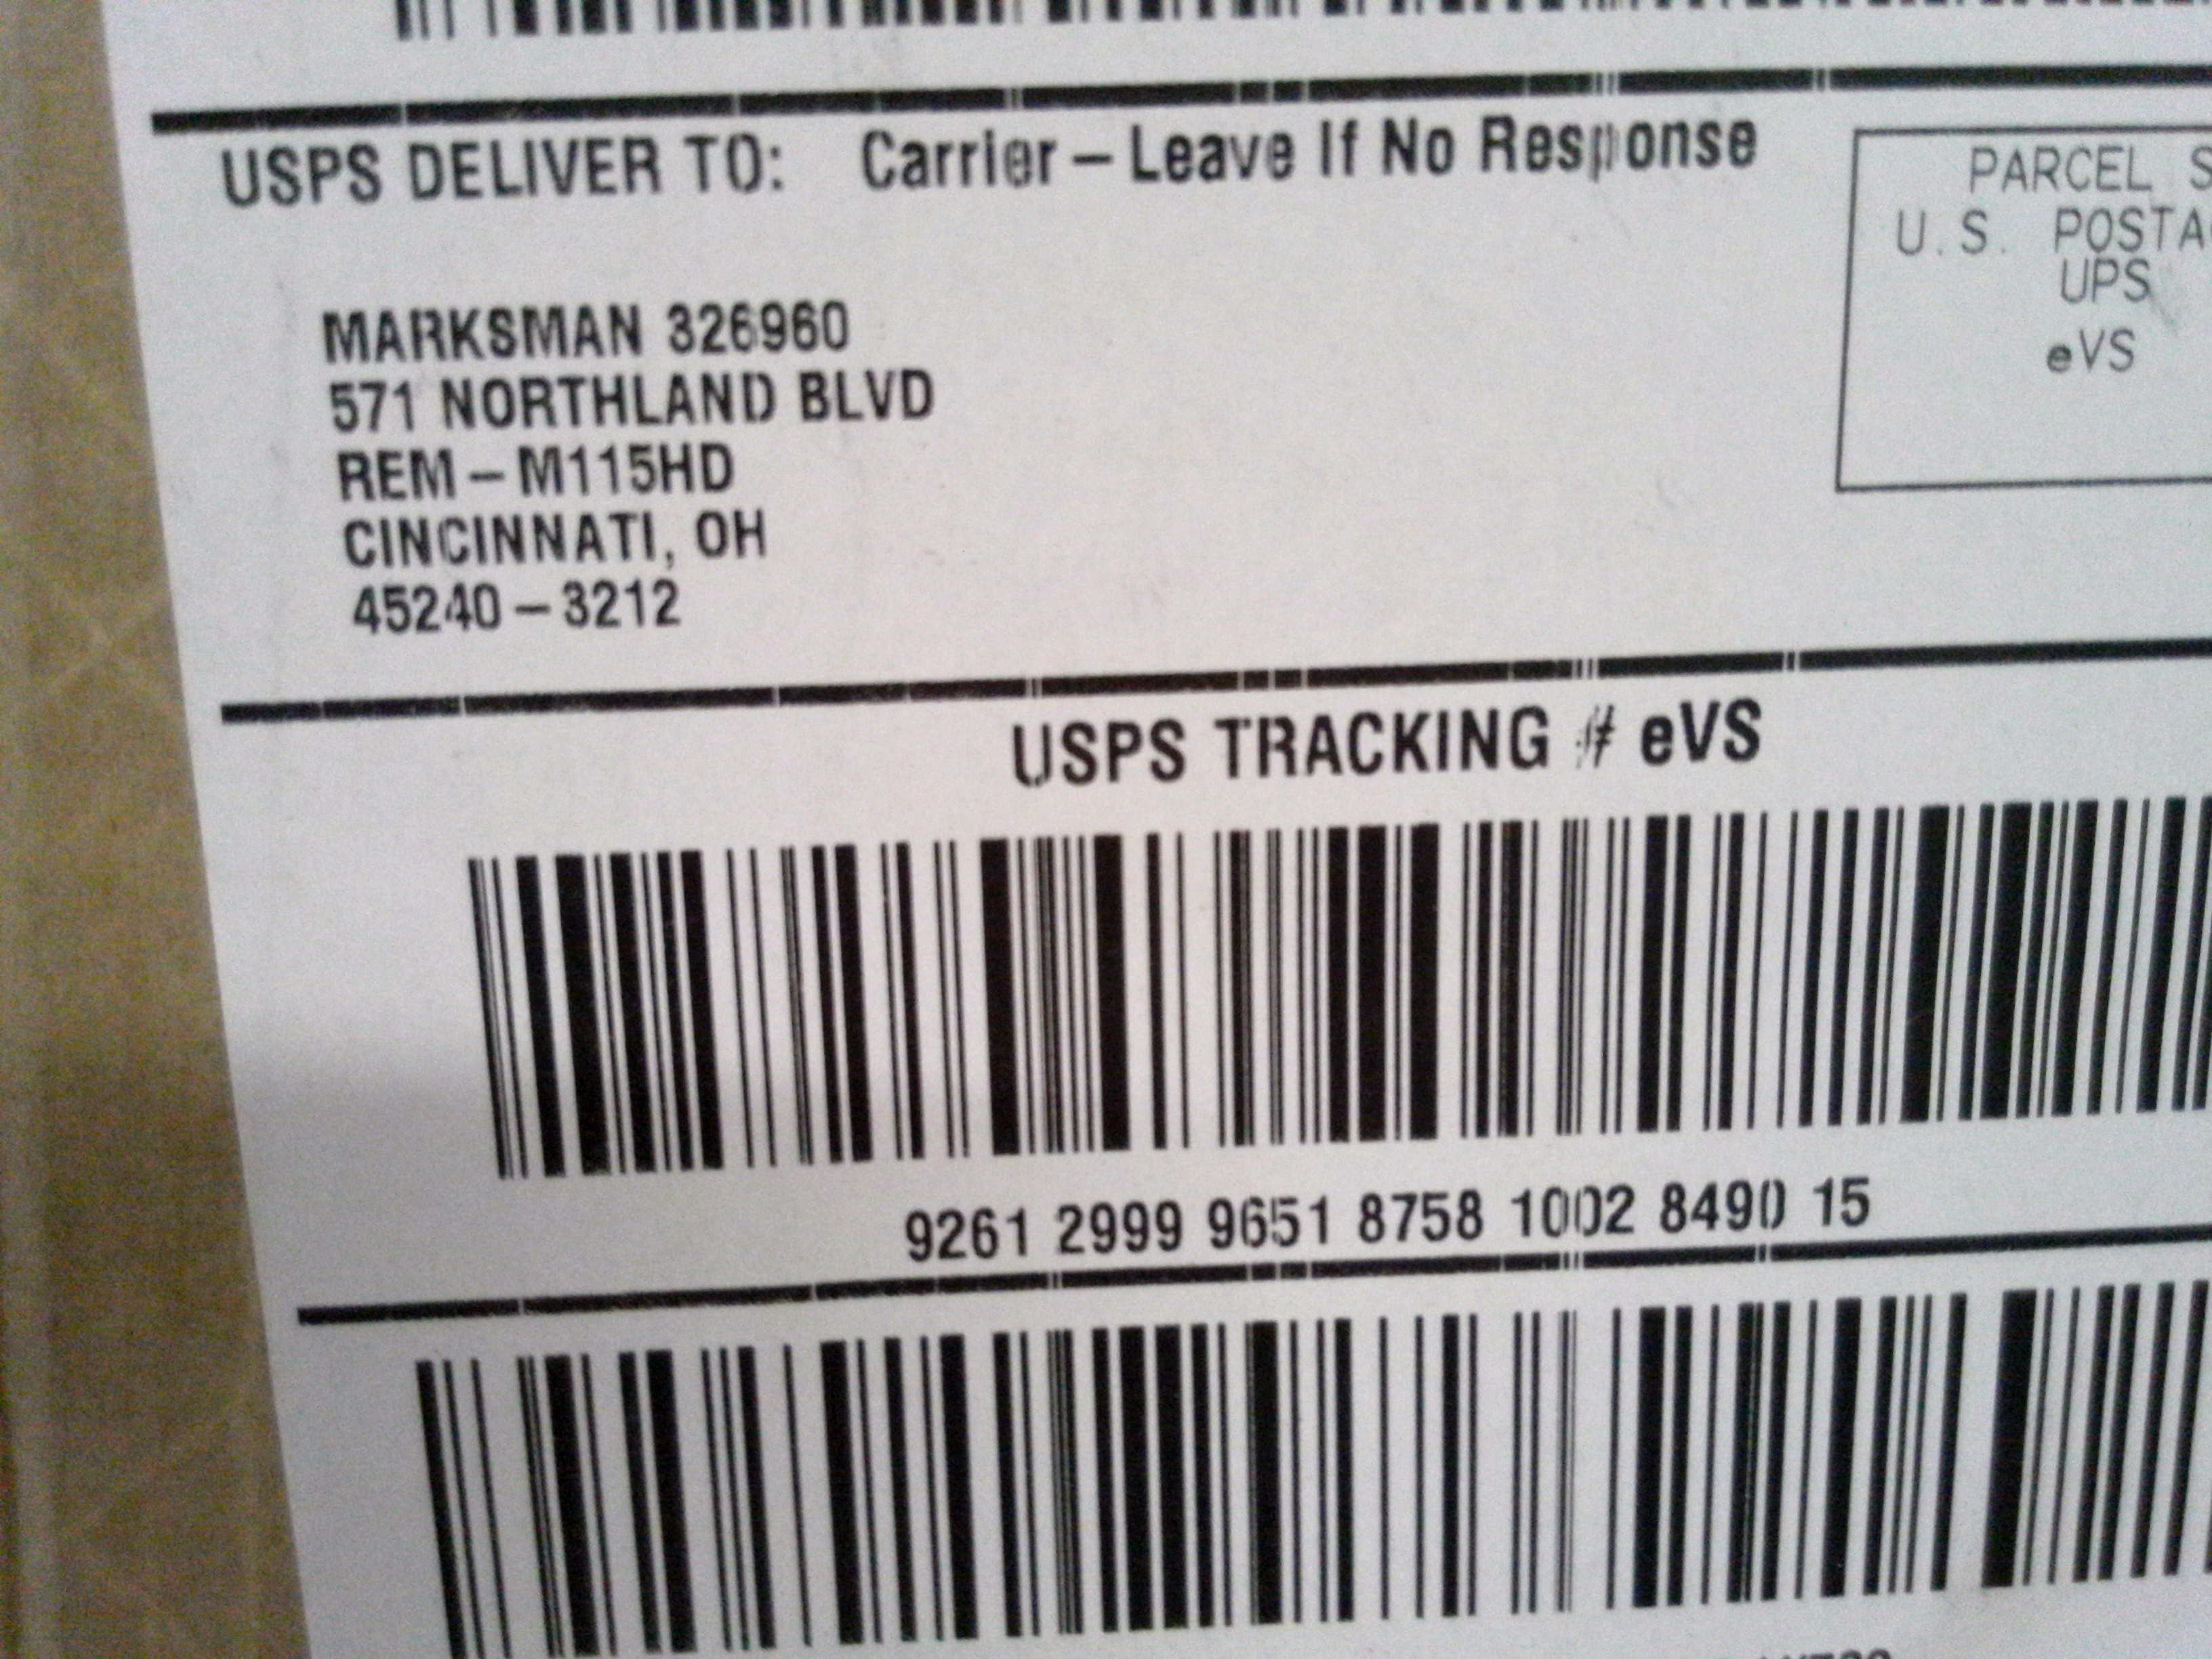 USPS DELIVER TO: Carrier – Leave If No Response
PARCEL
U.S.
UPS
eVS
MARKSMAN 326960
571 NORTHLAND BLVD
REM – M115HD
CINCINNATI, OH
45240 – 3212
USPS TRACKING # eVS
9261 2999 9651 8758 1002 8490 15